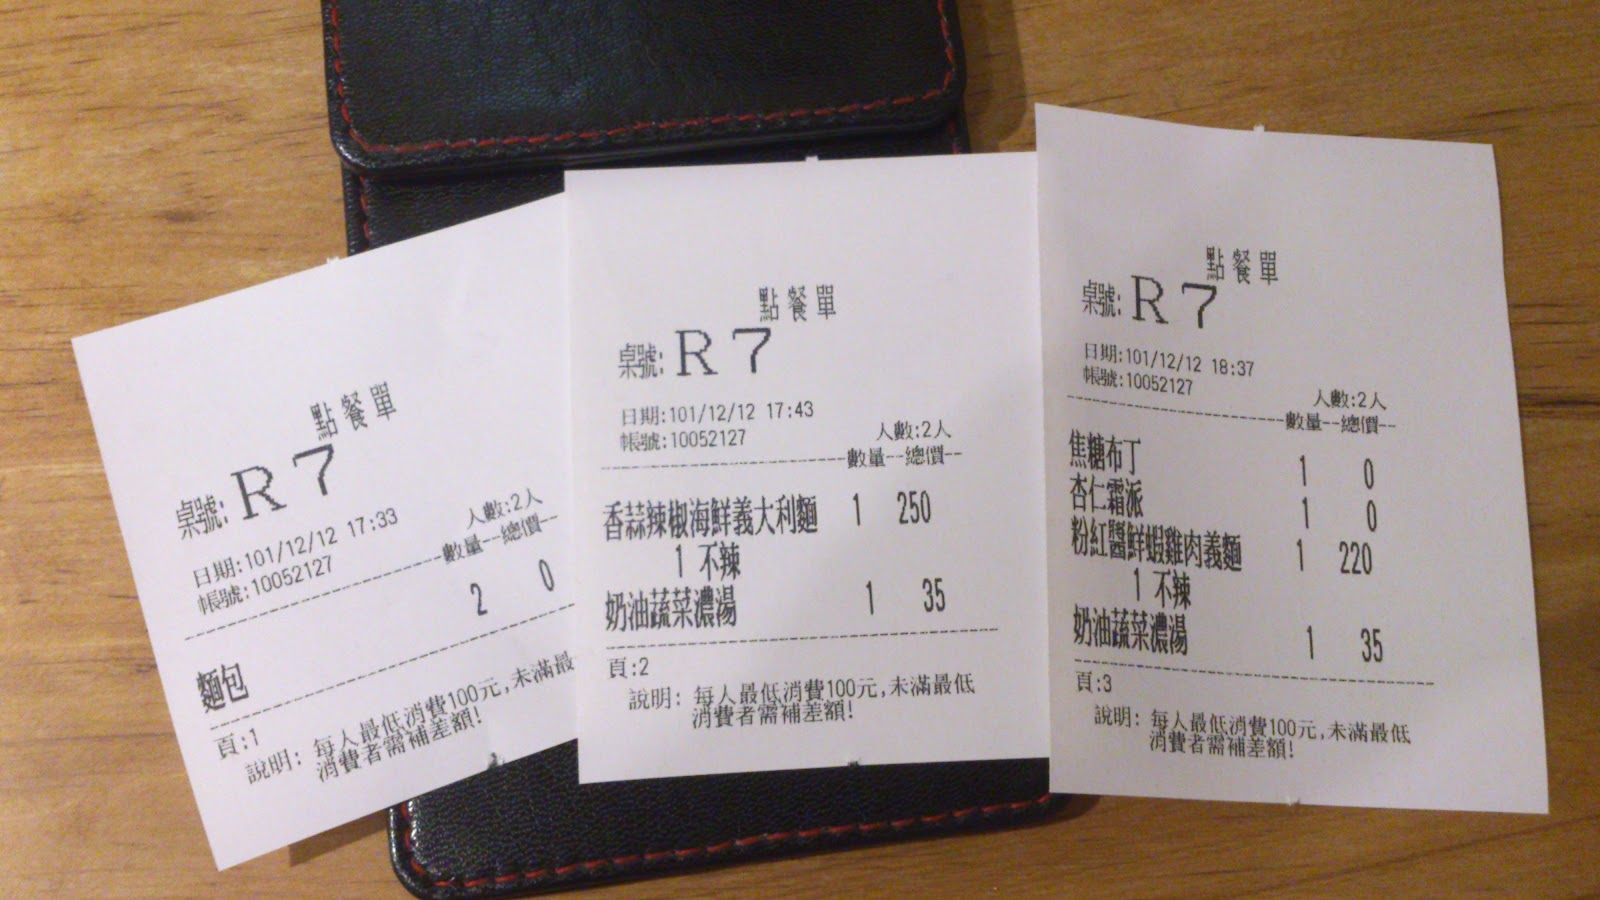 點餐單
桌號: R 7
日期:101/12/12 17:33
帳號:10052127 人數:2人
數量--總價--
2 0
麵包
頁:1
說明: 每人最低消費100元,未滿最
消費者需補差額!
點餐單
桌號: R 7
日期:101/12/12 17:43
帳號:10052127 人數:2人
數量--總價--
香蒜辣椒海鮮義大利麵 1 250
1 不辣
奶油蔬菜濃湯 1 35
頁:2
說明: 每人最低消費100元,未滿最低
消費者需補差額!
點餐單
桌號: R 7
日期:101/12/12 18:37
帳號:10052127 人數:2人
數量--總價--
焦糖布丁 1 0
杏仁霜派 1 0
粉紅醬鮮蝦雞肉義麵 1 220
1 不辣
奶油蔬菜濃湯 1 35
頁:3
說明: 每人最低消費100元,未滿最低
消費者需補差額!